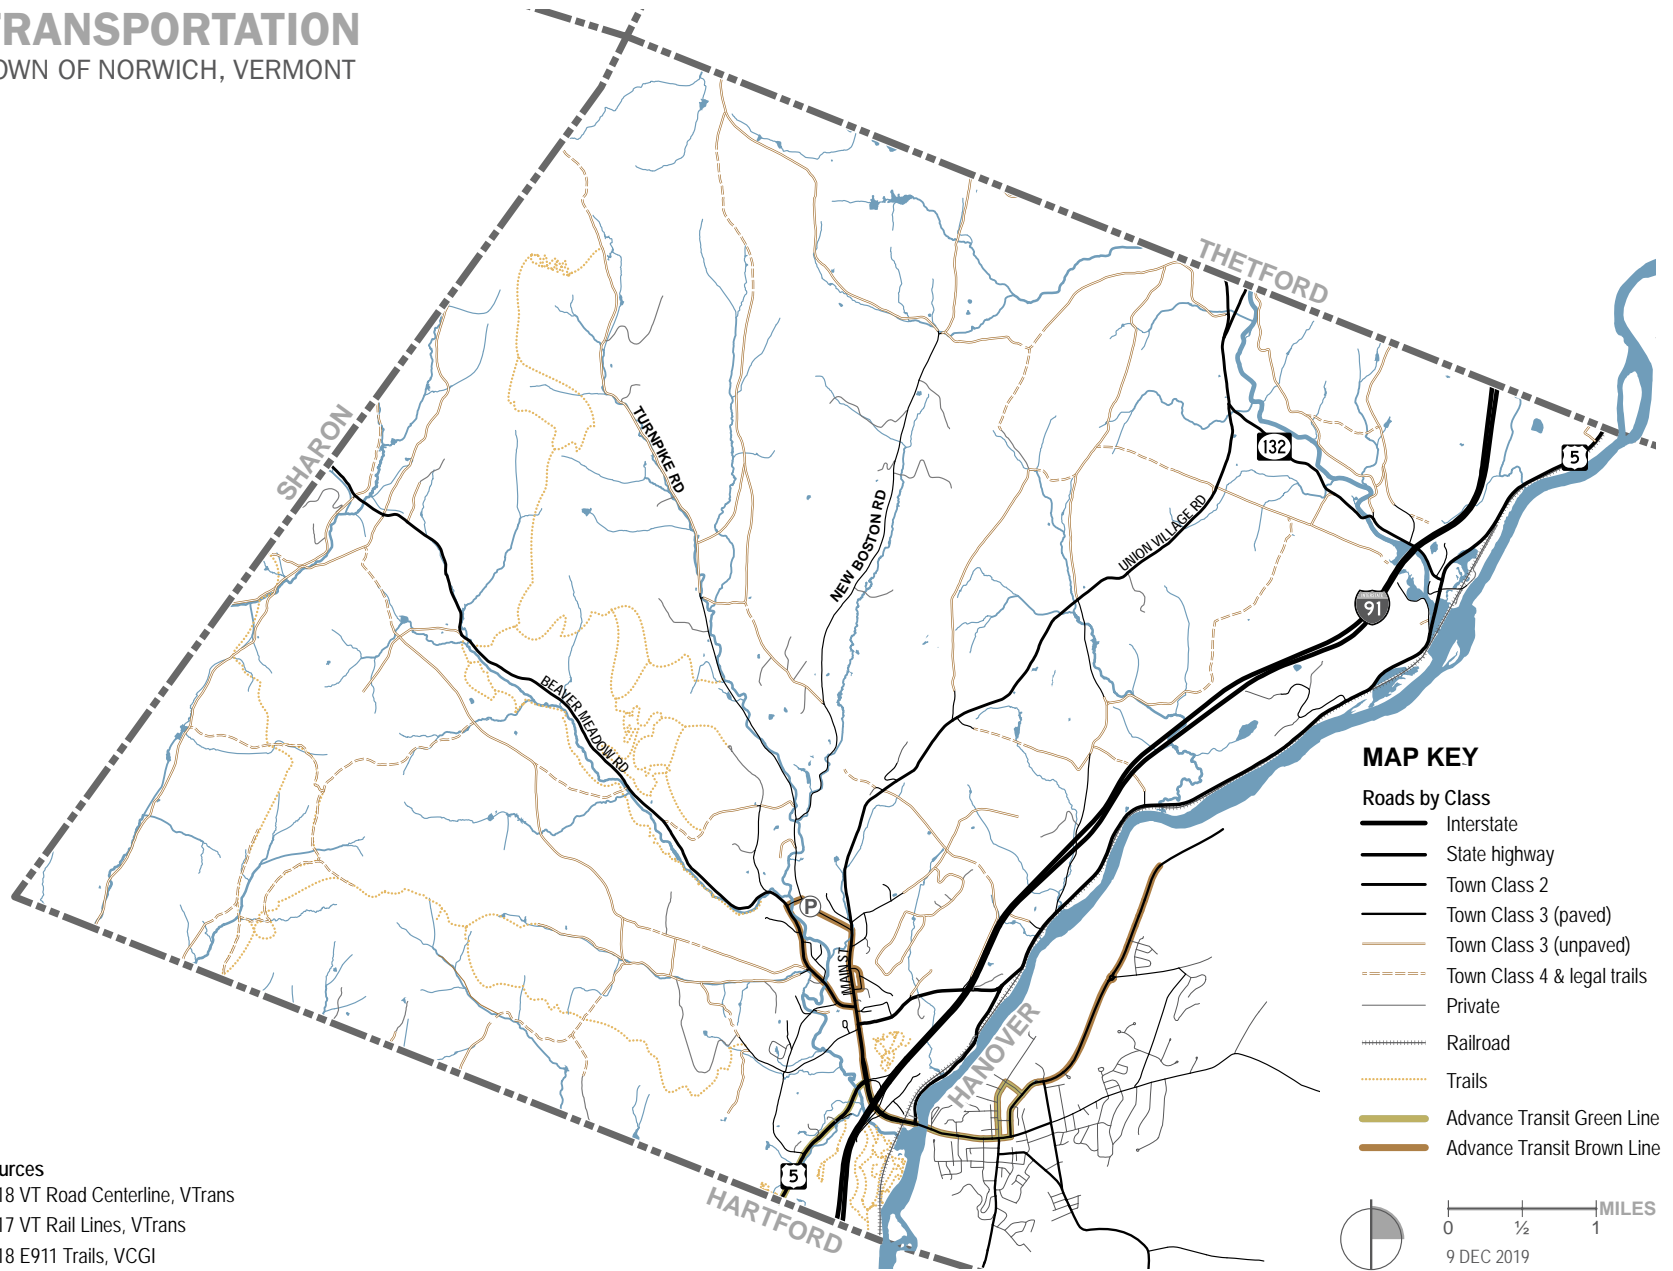 TRANSPORTATION
OWN OF NORWICH, VERMONT
THETFORD
SHARON
TURNPIKE RD
NEW BOSTON RD
UNION VILLAGE RD
132
5
INTERSTATE
91
BEAVER MEADOW RD
P
MAIN ST
HANOVER
5
HARTFORD
MAP KEY
Roads by Class
Interstate
State highway
Town Class 2
Town Class 3 (paved)
Town Class 3 (unpaved)
Town Class 4 & legal trails
Private
Railroad
Trails
Advance Transit Green Line
Advance Transit Brown Line
MILES
0 ½ 1
9 DEC 2019
urces
18 VT Road Centerline, VTrans
17 VT Rail Lines, VTrans
18 E911 Trails, VCGI